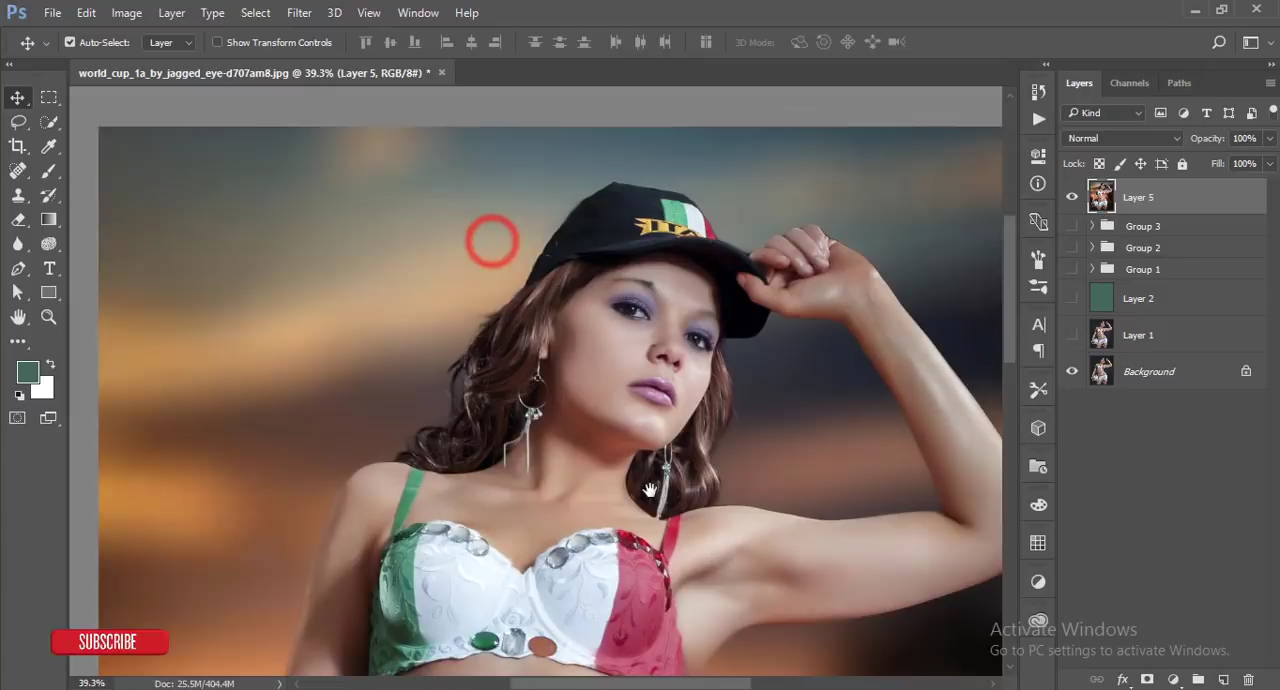 Ps File Edit Image Layer Type Select Filter 3D View Window Help
Auto-Select: Layer Show Transform Controls 3D Mode:
world_cup_1a_by_jagged_eye-d707am8.jpg @ 39.3% (Layer 5, RGB/8#) * ×
Layers Channels Paths
Kind
Normal Opacity: 100%
Lock: Fill: 100%
Layer 5
Group 3
Group 2
Group 1
Layer 2
Layer 1
Background
SUBSCRIBE
Activate Windows
Go to PC settings to activate Windows.
39.3% Doc: 25.5M/404.4M